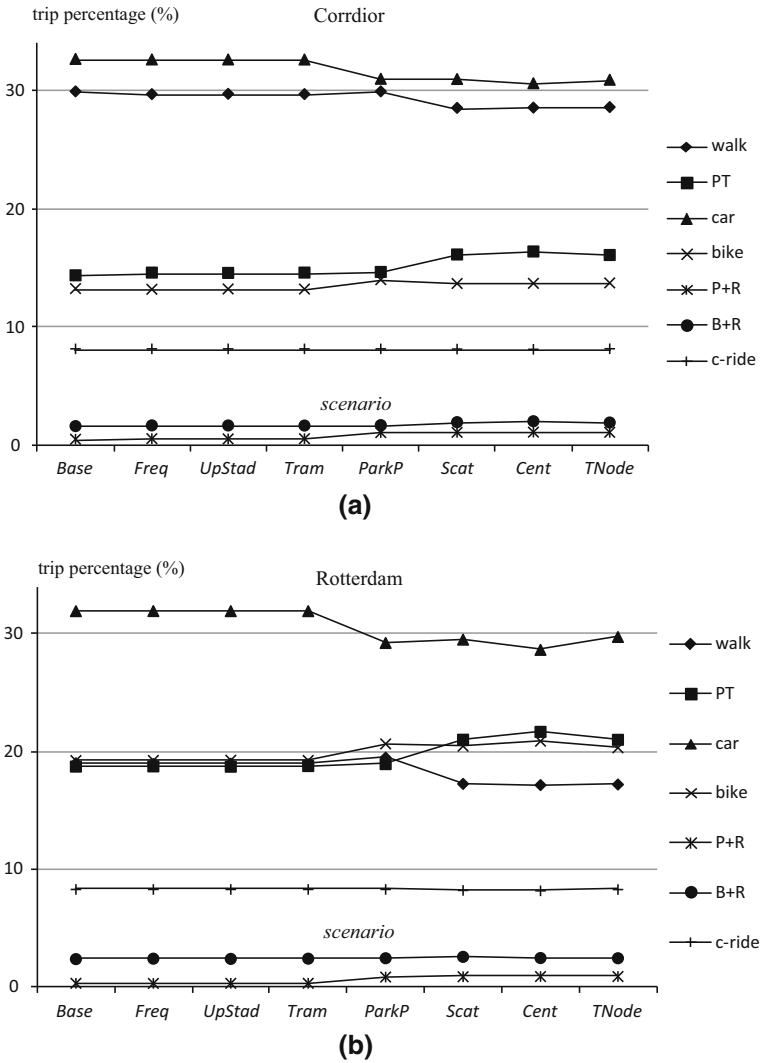 trip percentage (%)
Corrdior
30
20
10
0
walk
PT
car
bike
P+R
B+R
c-ride
scenario
Base Freq UpStad Tram ParkP Scat Cent TNode
(a)
trip percentage (%)
Rotterdam
30
20
10
0
walk
PT
car
bike
P+R
B+R
c-ride
scenario
Base Freq UpStad Tram ParkP Scat Cent TNode
(b)